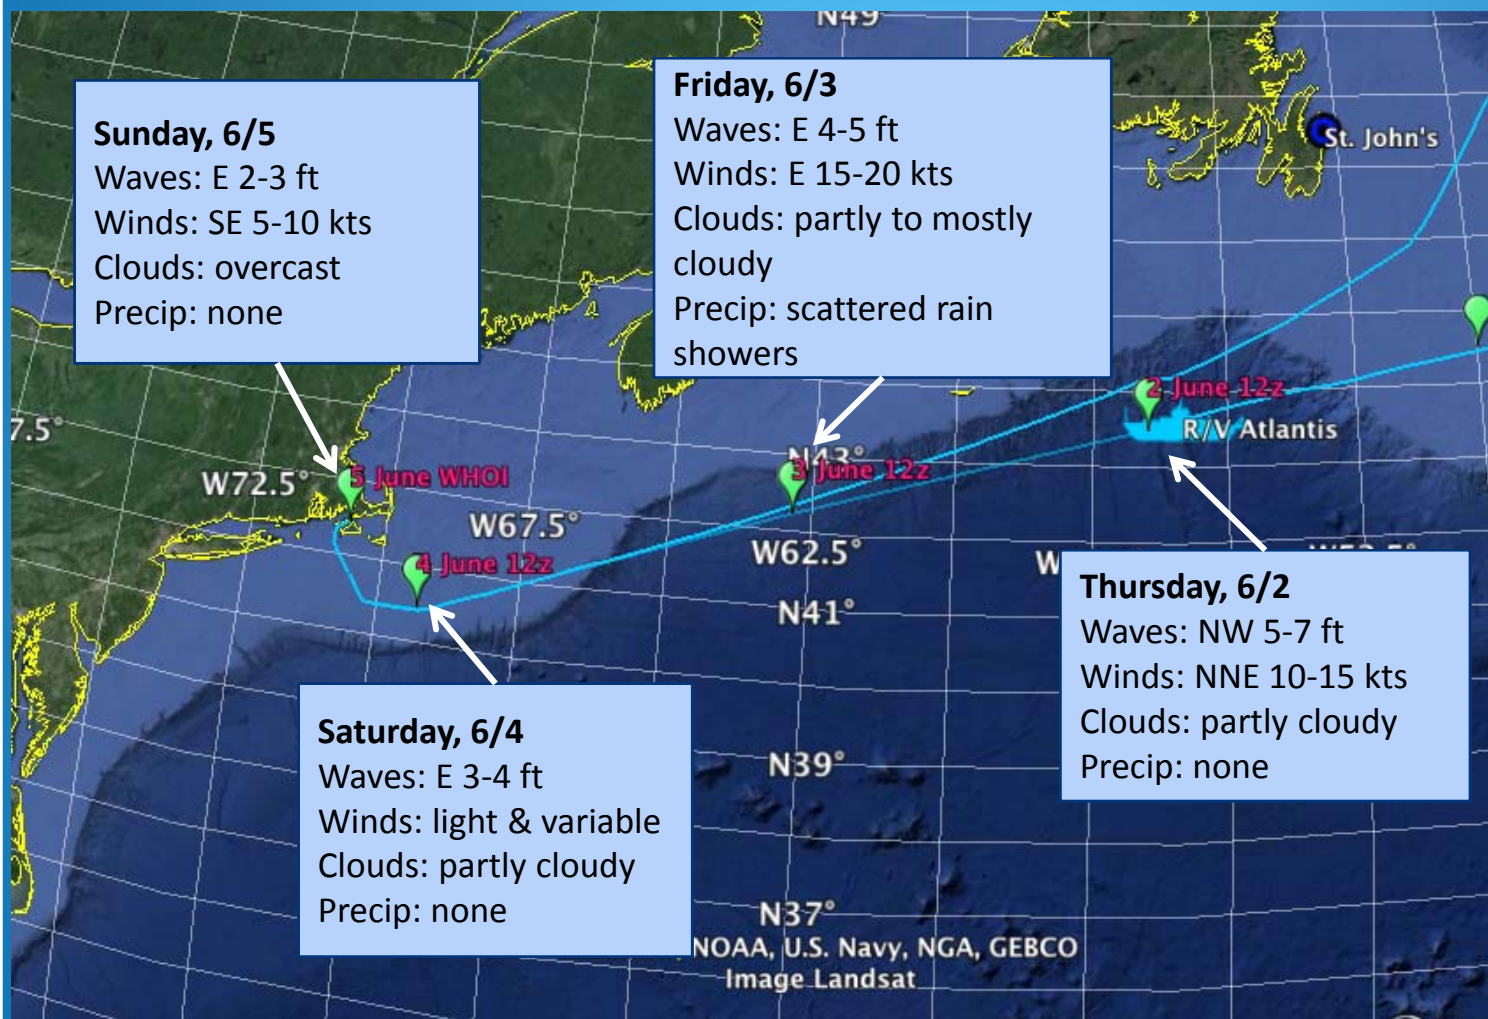 N49°
Sunday, 6/5
Waves: E 2-3 ft
Winds: SE 5-10 kts
Clouds: overcast
Precip: none
Friday, 6/3
Waves: E 4-5 ft
Winds: E 15-20 kts
Clouds: partly to mostly
cloudy
Precip: scattered rain
showers
St. John's
2 June 12z
R/V Atlantis
7.5°
N43°
3 June 12z
W72.5°
5 June WHOI
W67.5°
W62.5°
W
4 June 12z
N41°
Thursday, 6/2
Waves: NW 5-7 ft
Winds: NNE 10-15 kts
Clouds: partly cloudy
Precip: none
Saturday, 6/4
Waves: E 3-4 ft
Winds: light & variable
Clouds: partly cloudy
Precip: none
N39°
N37°
NOAA, U.S. Navy, NGA, GEBCO
Image Landsat